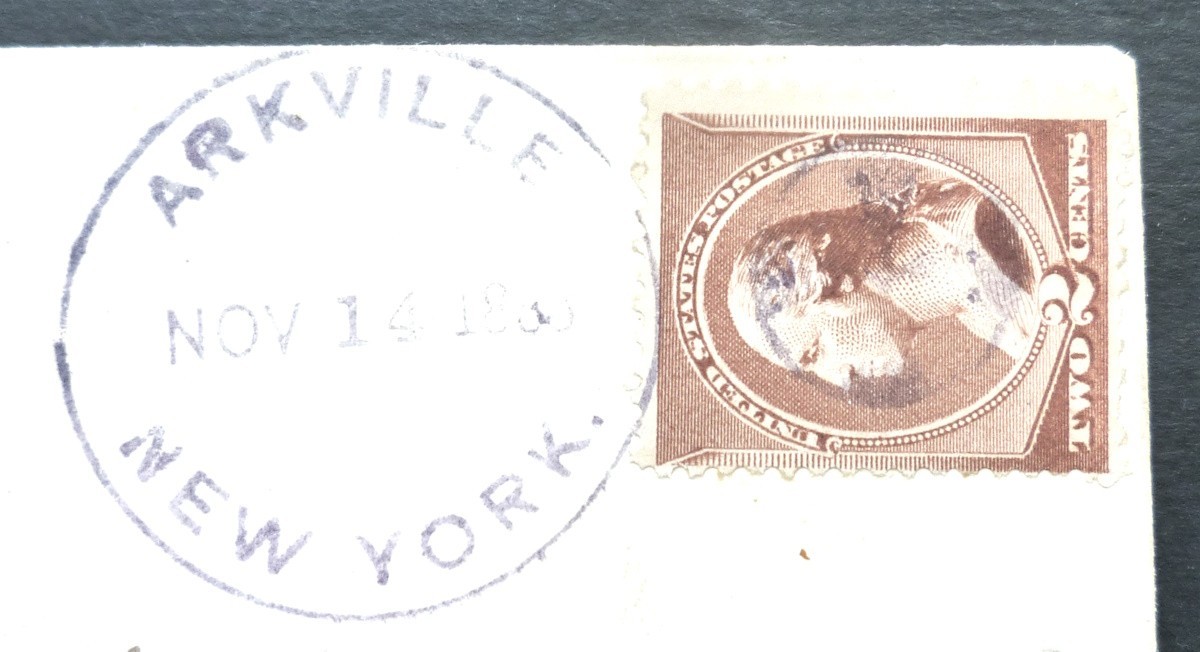 ARKVILLE
NOV 14
NEW YORK.
UNITED STATES POSTAGE
TWO 2 CENTS